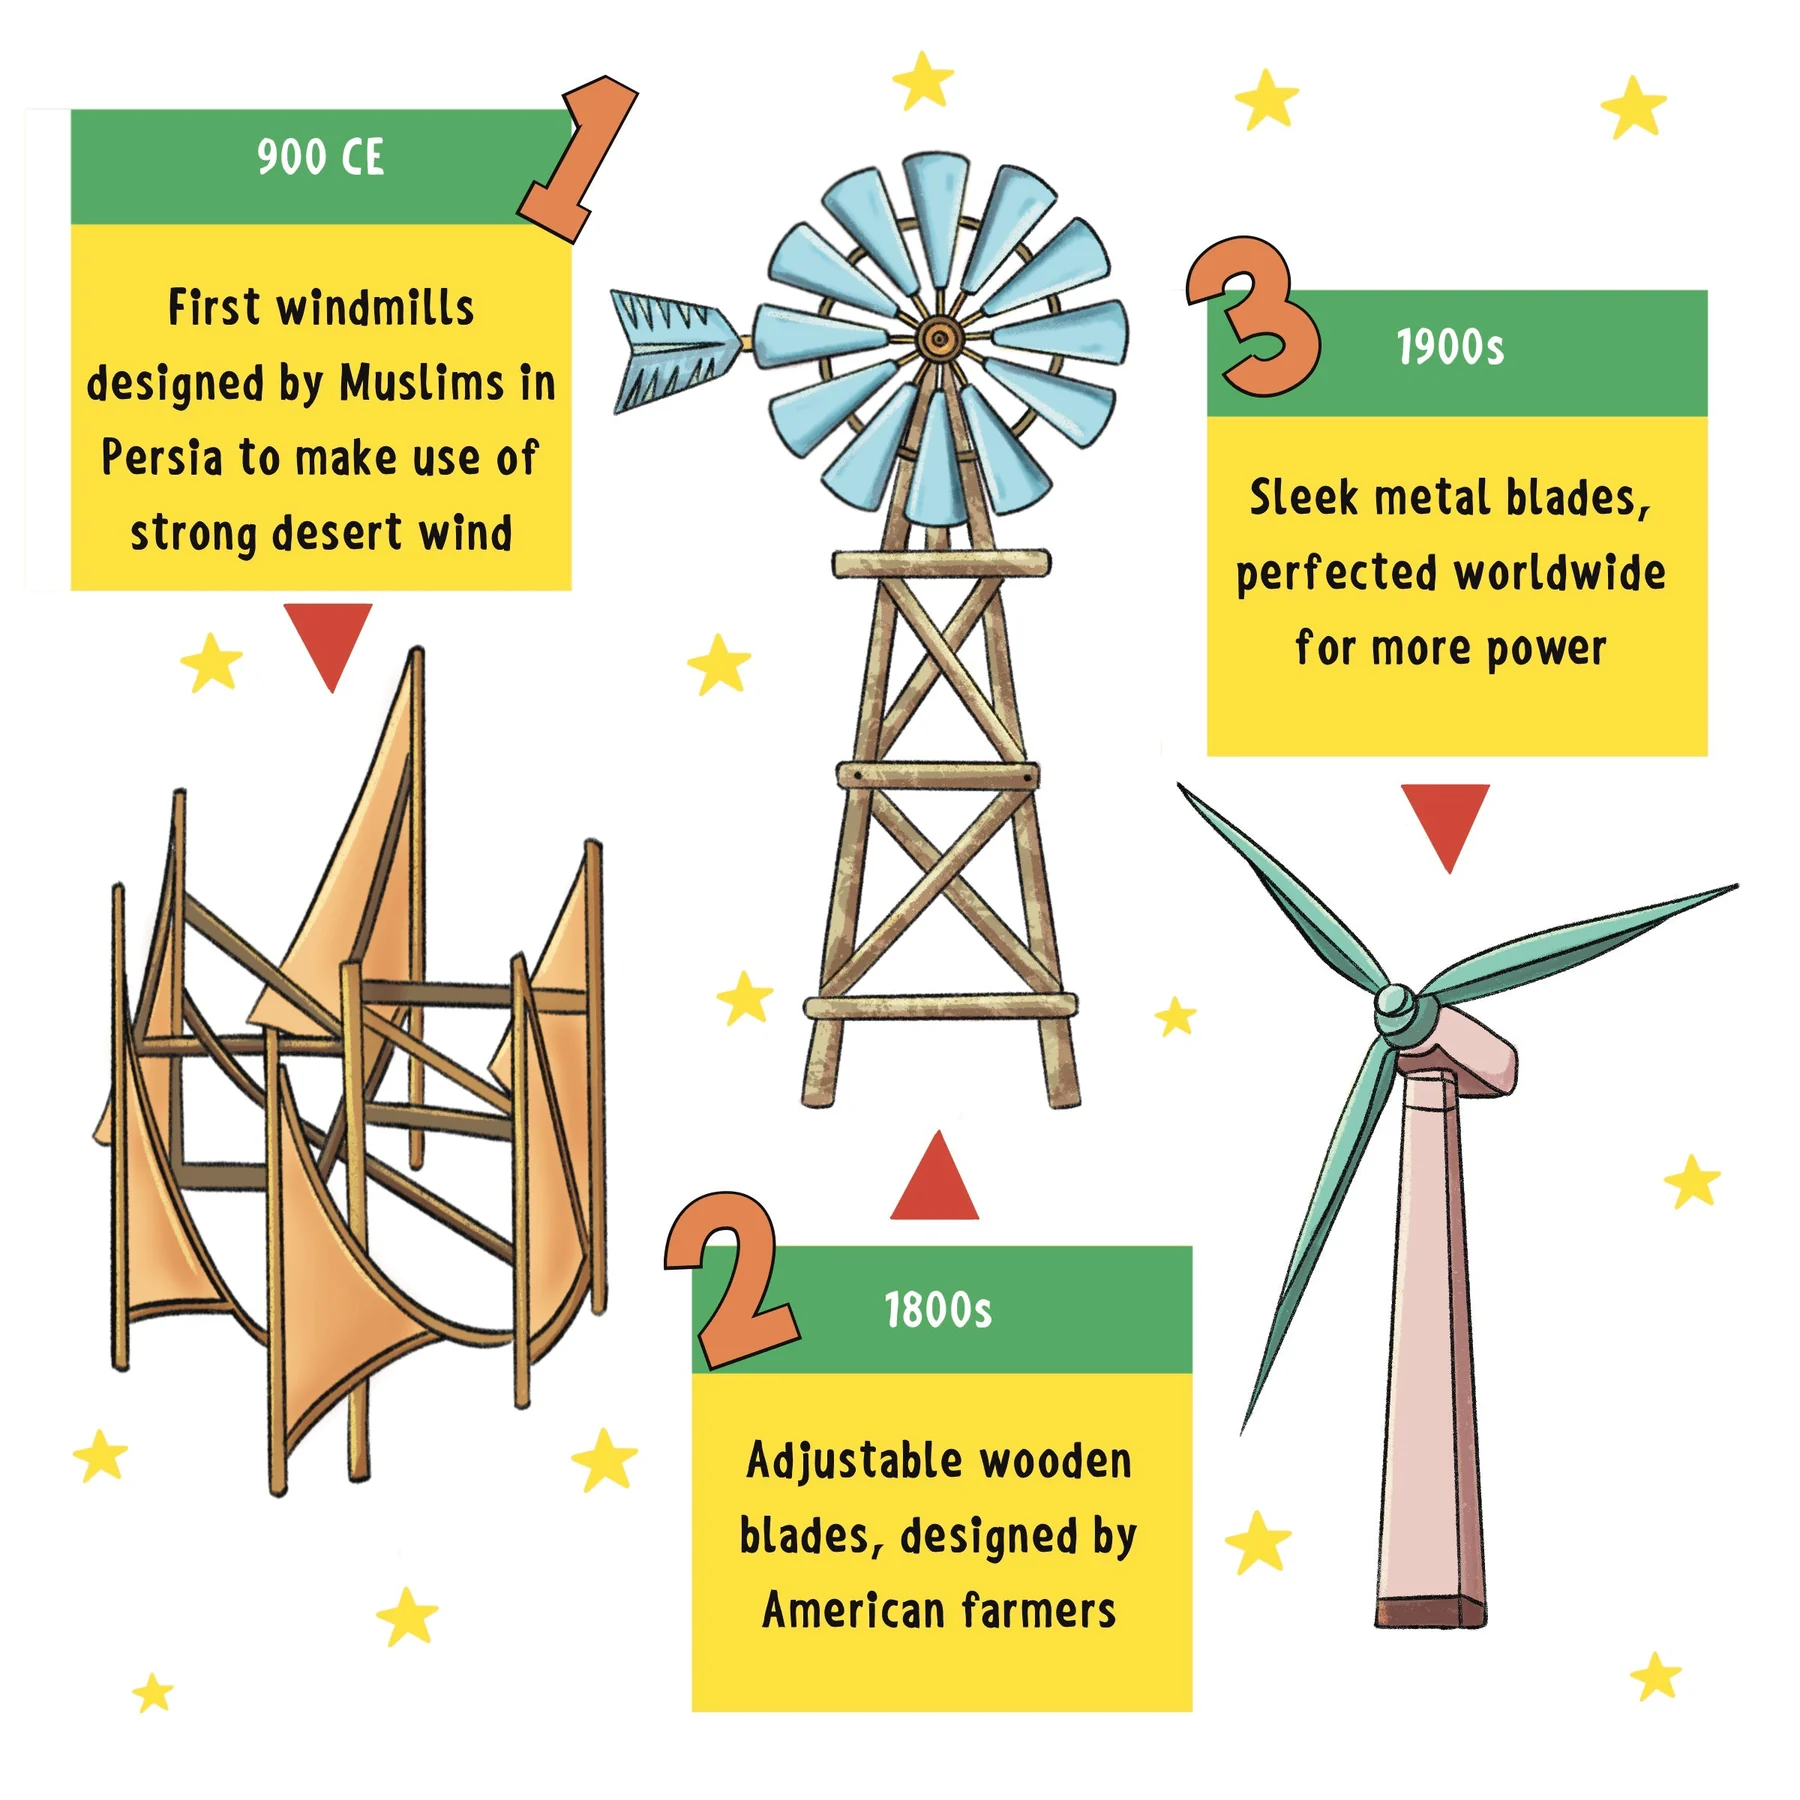 1
900 CE
First windmills
designed by Muslims in
Persia to make use of
strong desert wind
2
1800s
Adjustable wooden
blades, designed by
American farmers
3
1900s
Sleek metal blades,
perfected worldwide
for more power